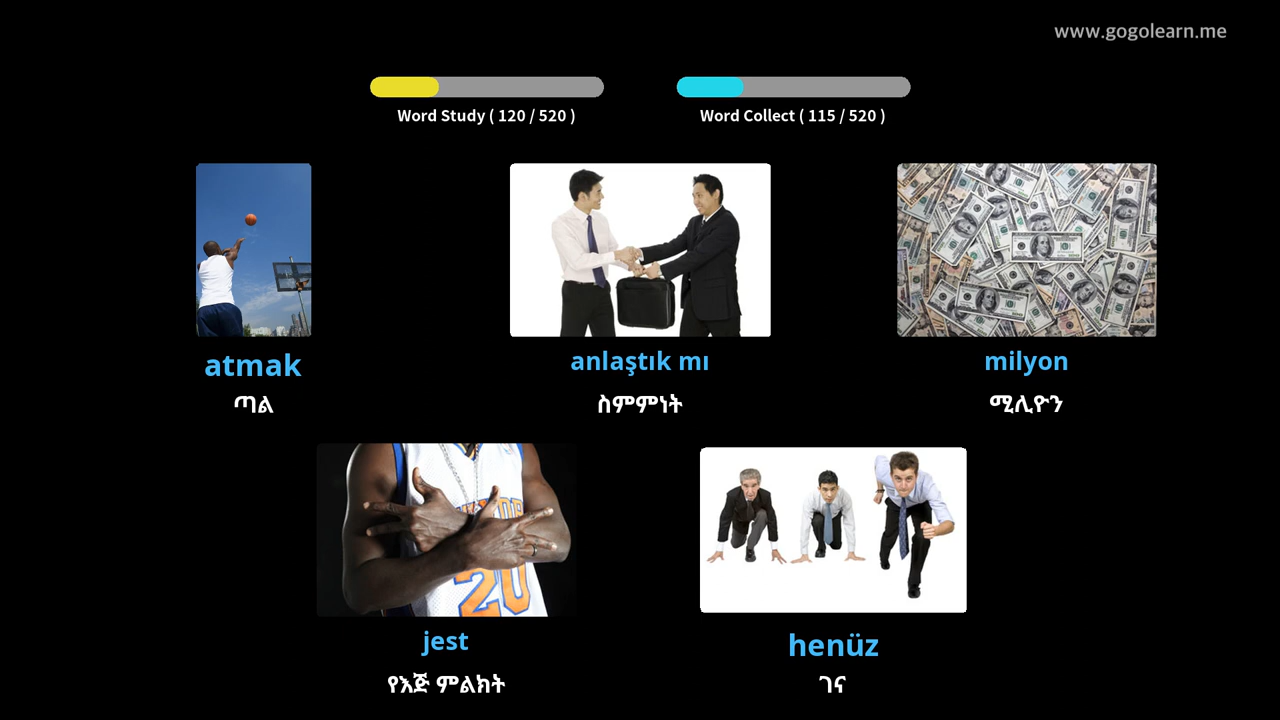 www.gogolearn.me
Word Study ( 120 / 520 )
Word Collect ( 115 / 520 )
atmak
ጣል
anlaştık mı
ስምምነት
milyon
ሚሊዮን
20
jest
የእጅ ምልክት
henüz
ገና